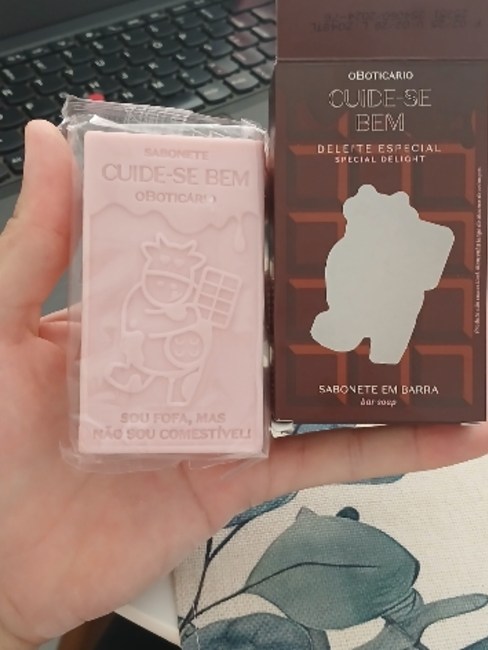 SABONETE
CUIDE-SE BEM
OBOTICÁRIO
SOU FOFA, MAS
NÃO SOU COMESTÍVEL!
OBOTICÁRIO
CUIDE-SE
BEM
DELEITE ESPECIAL
SPECIAL DELIGHT
SABONETE EM BARRA
bar soap